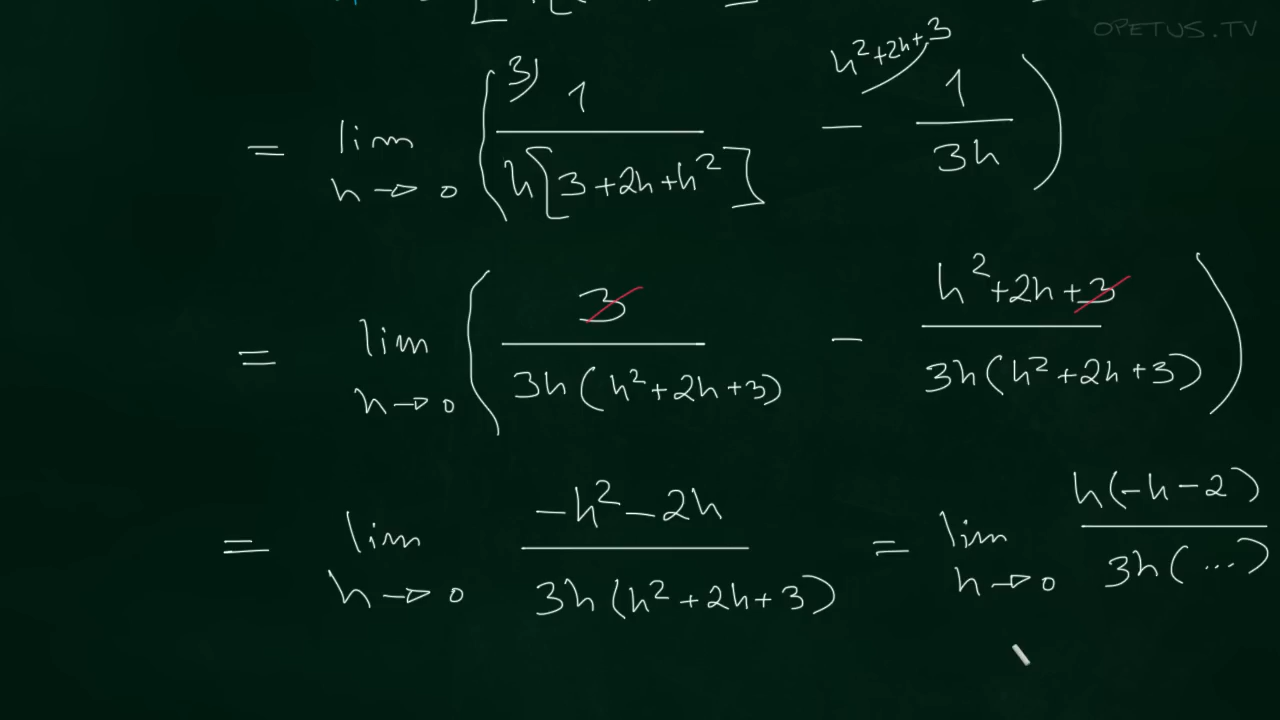 OPETUS.TV
= lim h→0 ( 3) 1 / h[3+2h+h²] − h²+2h+3) 1 / 3h )
= lim h→0 ( 3 / 3h(h²+2h+3) − h²+2h+3 / 3h(h²+2h+3) )
= lim h→0 −h²−2h / 3h(h²+2h+3) = lim h→0 h(−h−2) / 3h(...)